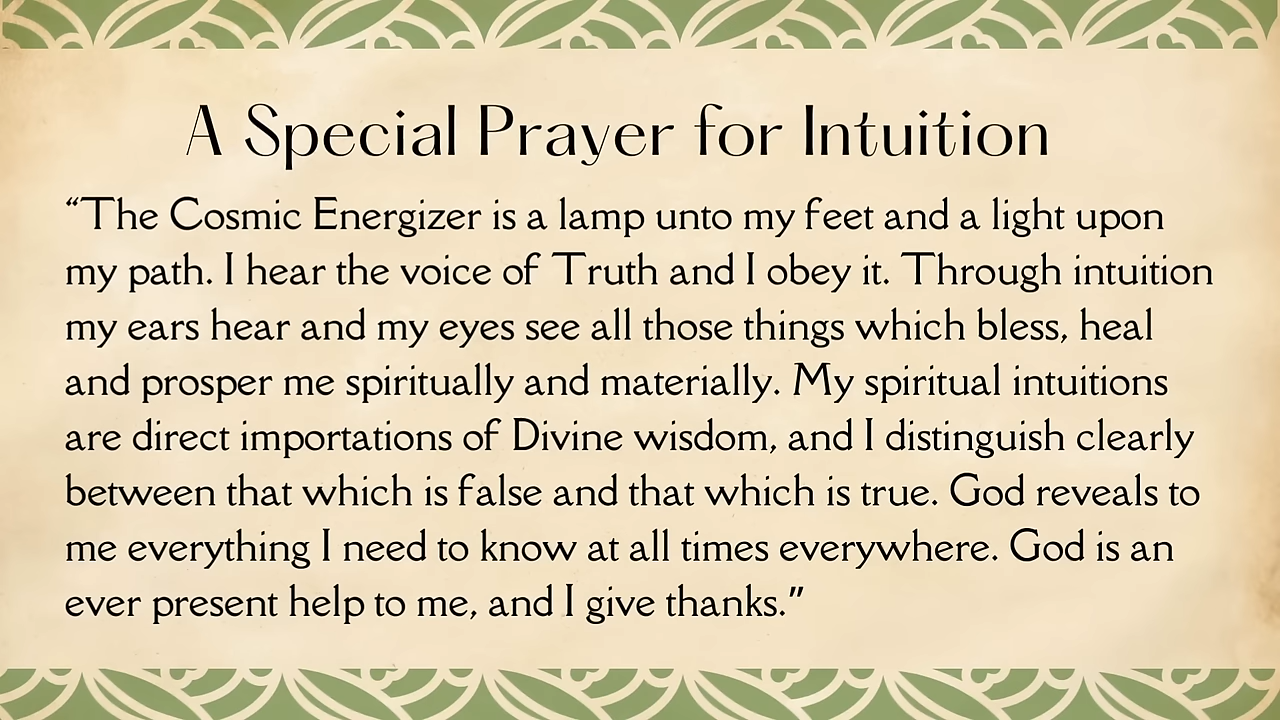 A Special Prayer for Intuition
“The Cosmic Energizer is a lamp unto my feet and a light upon
my path. I hear the voice of Truth and I obey it. Through intuition
my ears hear and my eyes see all those things which bless, heal
and prosper me spiritually and materially. My spiritual intuitions
are direct importations of Divine wisdom, and I distinguish clearly
between that which is false and that which is true. God reveals to
me everything I need to know at all times everywhere. God is an
ever present help to me, and I give thanks.”